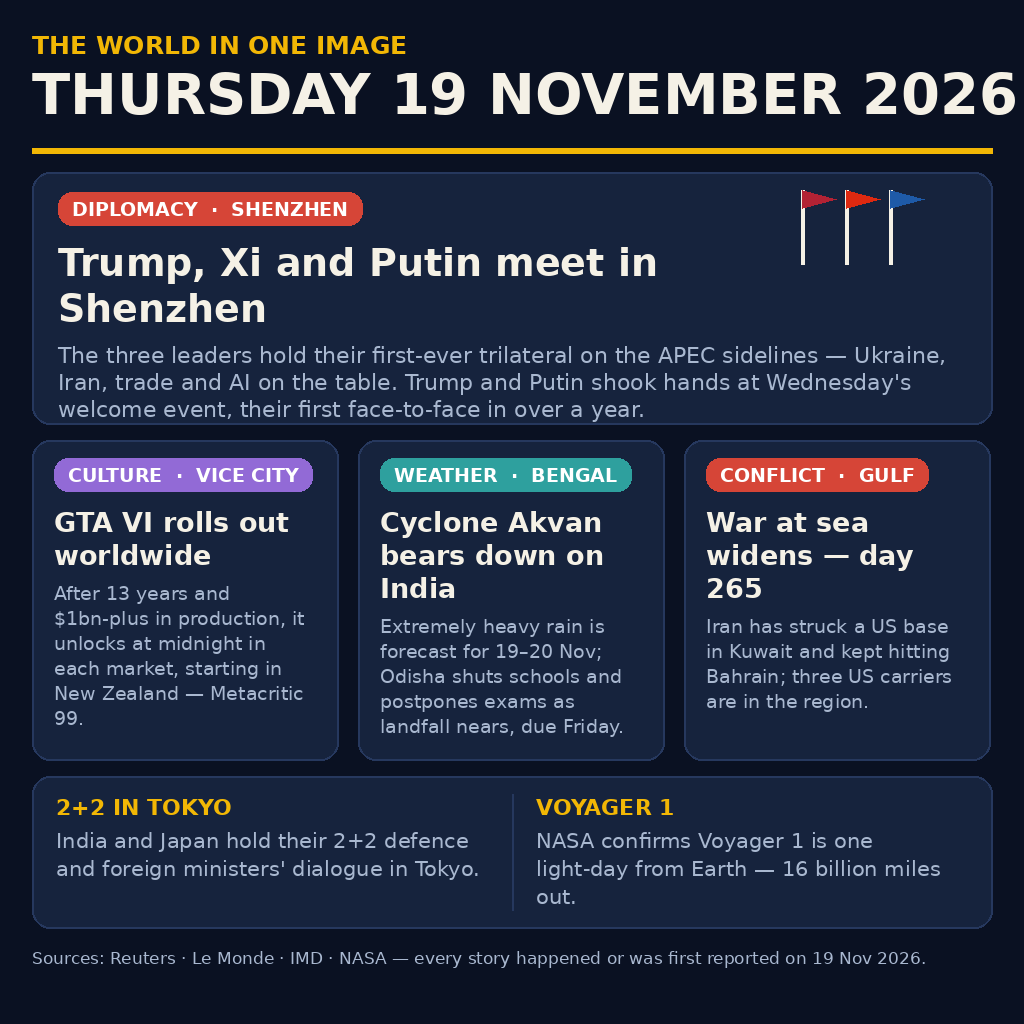 THE WORLD IN ONE IMAGE
THURSDAY 19 NOVEMBER 2026
DIPLOMACY · SHENZHEN
Trump, Xi and Putin meet in
Shenzhen
The three leaders hold their first-ever trilateral on the APEC sidelines — Ukraine,
Iran, trade and AI on the table. Trump and Putin shook hands at Wednesday's
welcome event, their first face-to-face in over a year.
CULTURE · VICE CITY
GTA VI rolls out
worldwide
After 13 years and
$1bn-plus in production, it
unlocks at midnight in
each market, starting in
New Zealand — Metacritic
99.
WEATHER · BENGAL
Cyclone Akvan
bears down on
India
Extremely heavy rain is
forecast for 19–20 Nov;
Odisha shuts schools and
postpones exams as
landfall nears, due Friday.
CONFLICT · GULF
War at sea
widens — day
265
Iran has struck a US base
in Kuwait and kept hitting
Bahrain; three US carriers
are in the region.
2+2 IN TOKYO
India and Japan hold their 2+2 defence
and foreign ministers' dialogue in Tokyo.
VOYAGER 1
NASA confirms Voyager 1 is one
light-day from Earth — 16 billion miles
out.
Sources: Reuters · Le Monde · IMD · NASA — every story happened or was first reported on 19 Nov 2026.